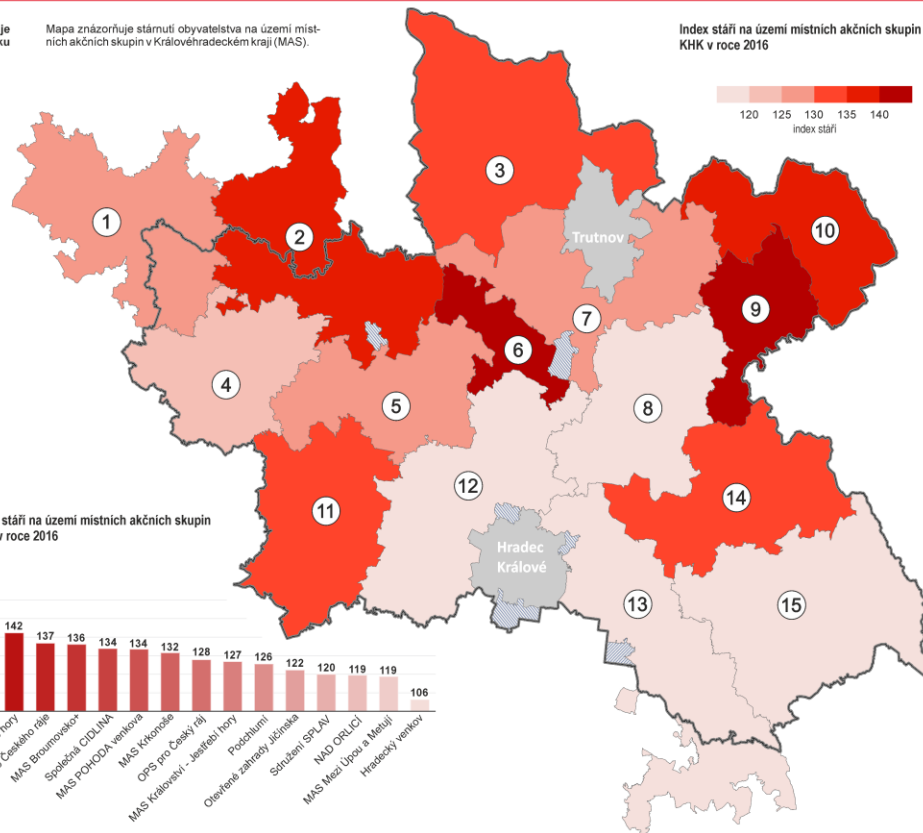 je
ku
Mapa znázorňuje stárnutí obyvatelstva na území míst-
ních akčních skupin v Královéhradeckém kraji (MAS).
Index stáří na území místních akčních skupin
KHK v roce 2016
120 125 130 135 140
index stáří
1
2
3
Trutnov
10
9
7
6
4
5
8
12
11
14
Hradec
Králové
13
15
stáří na území místních akčních skupin
v roce 2016
142 137 136 134 134 132 128 127 126 122 120 119 119 106
hory
Českého ráje
MAS Broumovsko+
Společná CIDLINA
MAS POHODA venkova
MAS Krkonoše
OPS pro Český ráj
MAS Království - Jestřebí hory
Podchlumí
Otevřené zahrady Jičínska
Sdružení SPLAV
NAD ORLICÍ
MAS Mezi Úpou a Metují
Hradecký venkov